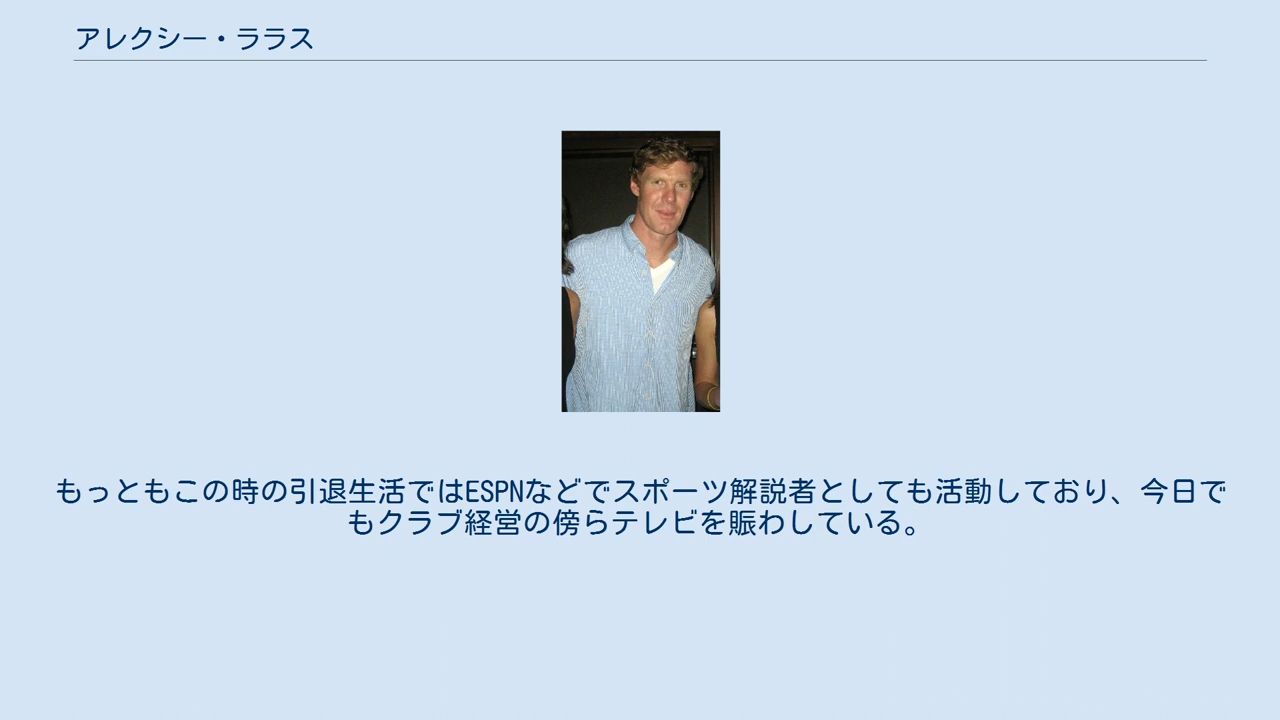 アレクシー・ララス
もっともこの時の引退生活ではESPNなどでスポーツ解説者としても活動しており、今日で
もクラブ経営の傍らテレビを賑わしている。